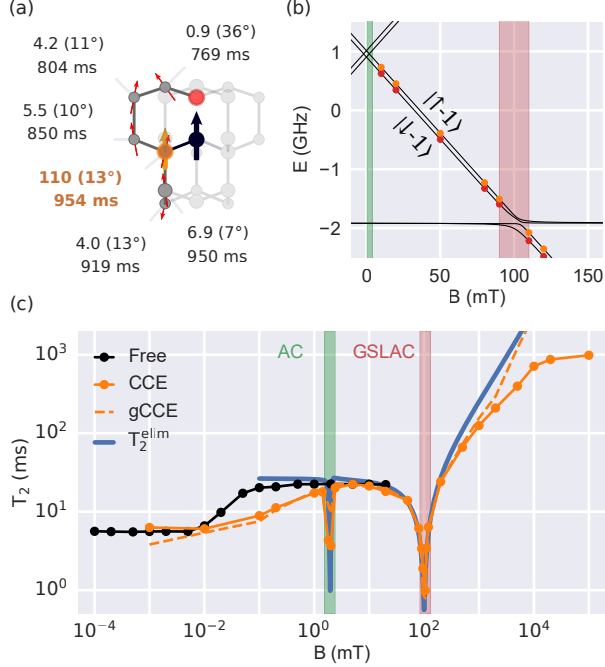 (a)
4.2 (11°)
804 ms
0.9 (36°)
769 ms
5.5 (10°)
850 ms
110 (13°)
954 ms
4.0 (13°)
919 ms
6.9 (7°)
950 ms
(b)
E (GHz)
1
0
−1
−2
|↑-1⟩
|↓-1⟩
0
50
100
150
B (mT)
(c)
T₂ (ms)
10³
10²
10¹
10⁰
Free
CCE
gCCE
T₂ᵉˡⁱᵐ
AC
GSLAC
10⁻⁴
10⁻²
10⁰
10²
10⁴
B (mT)